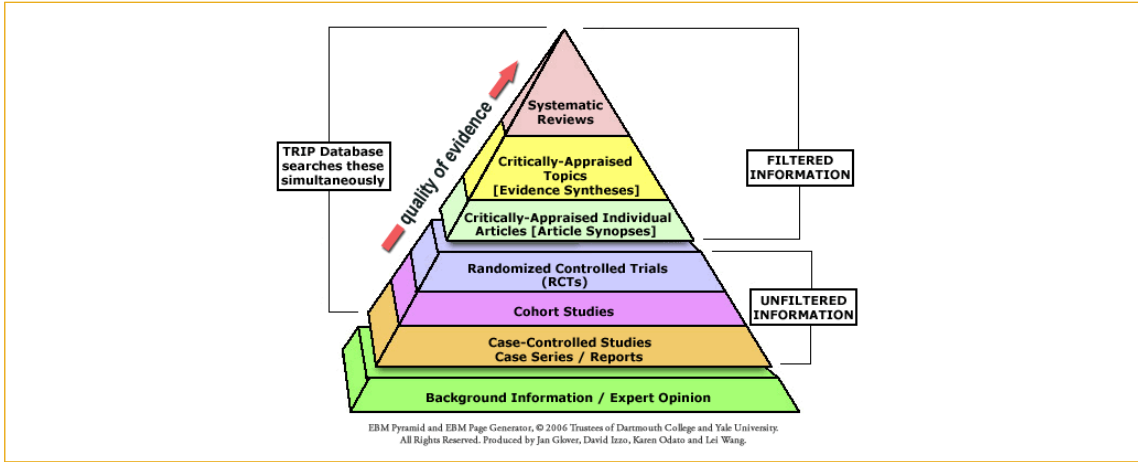 Systematic
Reviews
Critically-Appraised
Topics
[Evidence Syntheses]
Critically-Appraised Individual
Articles [Article Synopses]
Randomized Controlled Trials
(RCTs)
Cohort Studies
Case-Controlled Studies
Case Series / Reports
Background Information / Expert Opinion
quality of evidence
TRIP Database
searches these
simultaneously
FILTERED
INFORMATION
UNFILTERED
INFORMATION
EBM Pyramid and EBM Page Generator, © 2006 Trustees of Dartmouth College and Yale University.
All Rights Reserved. Produced by Jan Glover, David Izzo, Karen Odato and Lei Wang.